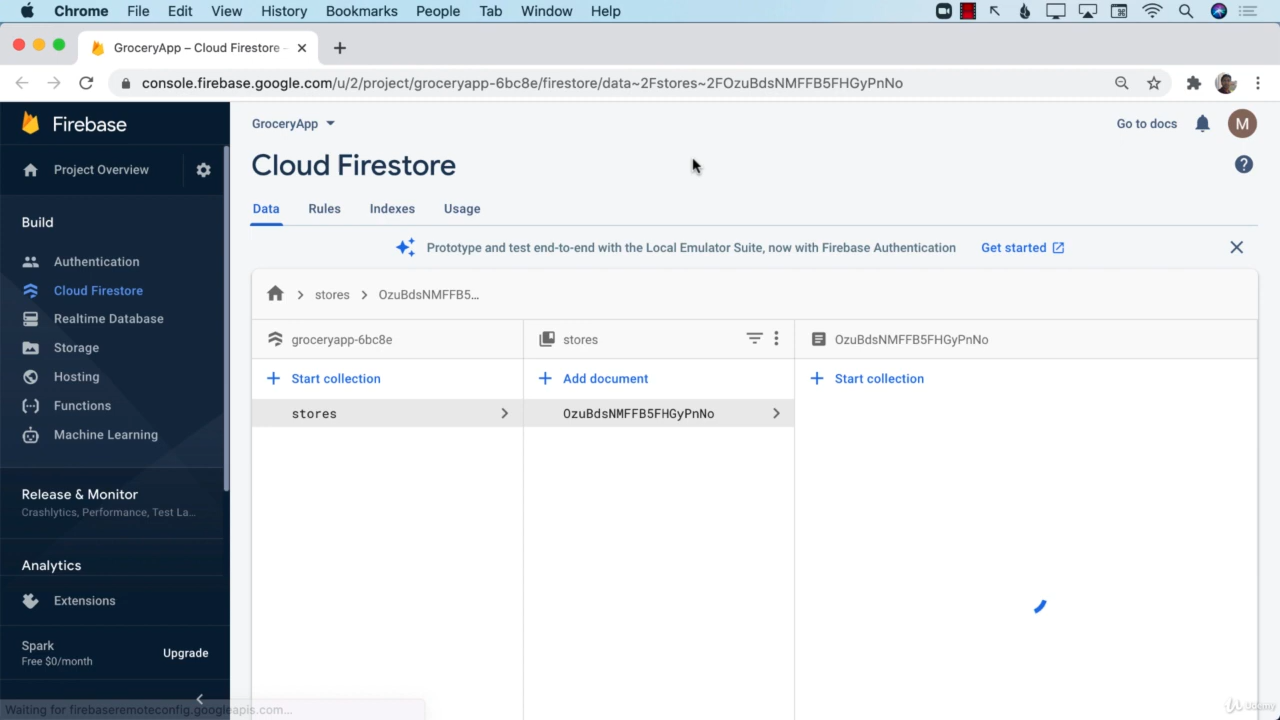 Chrome File Edit View History Bookmarks People Tab Window Help
GroceryApp – Cloud Firestore –
console.firebase.google.com/u/2/project/groceryapp-6bc8e/firestore/data~2Fstores~2FOzuBdsNMFFB5FHGyPnNo
Firebase
GroceryApp
Go to docs
M
Project Overview
Cloud Firestore
?
Data Rules Indexes Usage
Build
Prototype and test end-to-end with the Local Emulator Suite, now with Firebase Authentication Get started
Authentication
Cloud Firestore
Realtime Database
Storage
Hosting
Functions
Machine Learning
stores OzuBdsNMFFB5...
groceryapp-6bc8e stores OzuBdsNMFFB5FHGyPnNo
+ Start collection + Add document + Start collection
stores OzuBdsNMFFB5FHGyPnNo
Release & Monitor
Crashlytics, Performance, Test La...
Analytics
Extensions
Spark
Free $0/month
Upgrade
Waiting for firebaseremoteconfig.googleapis.com...
Udemy